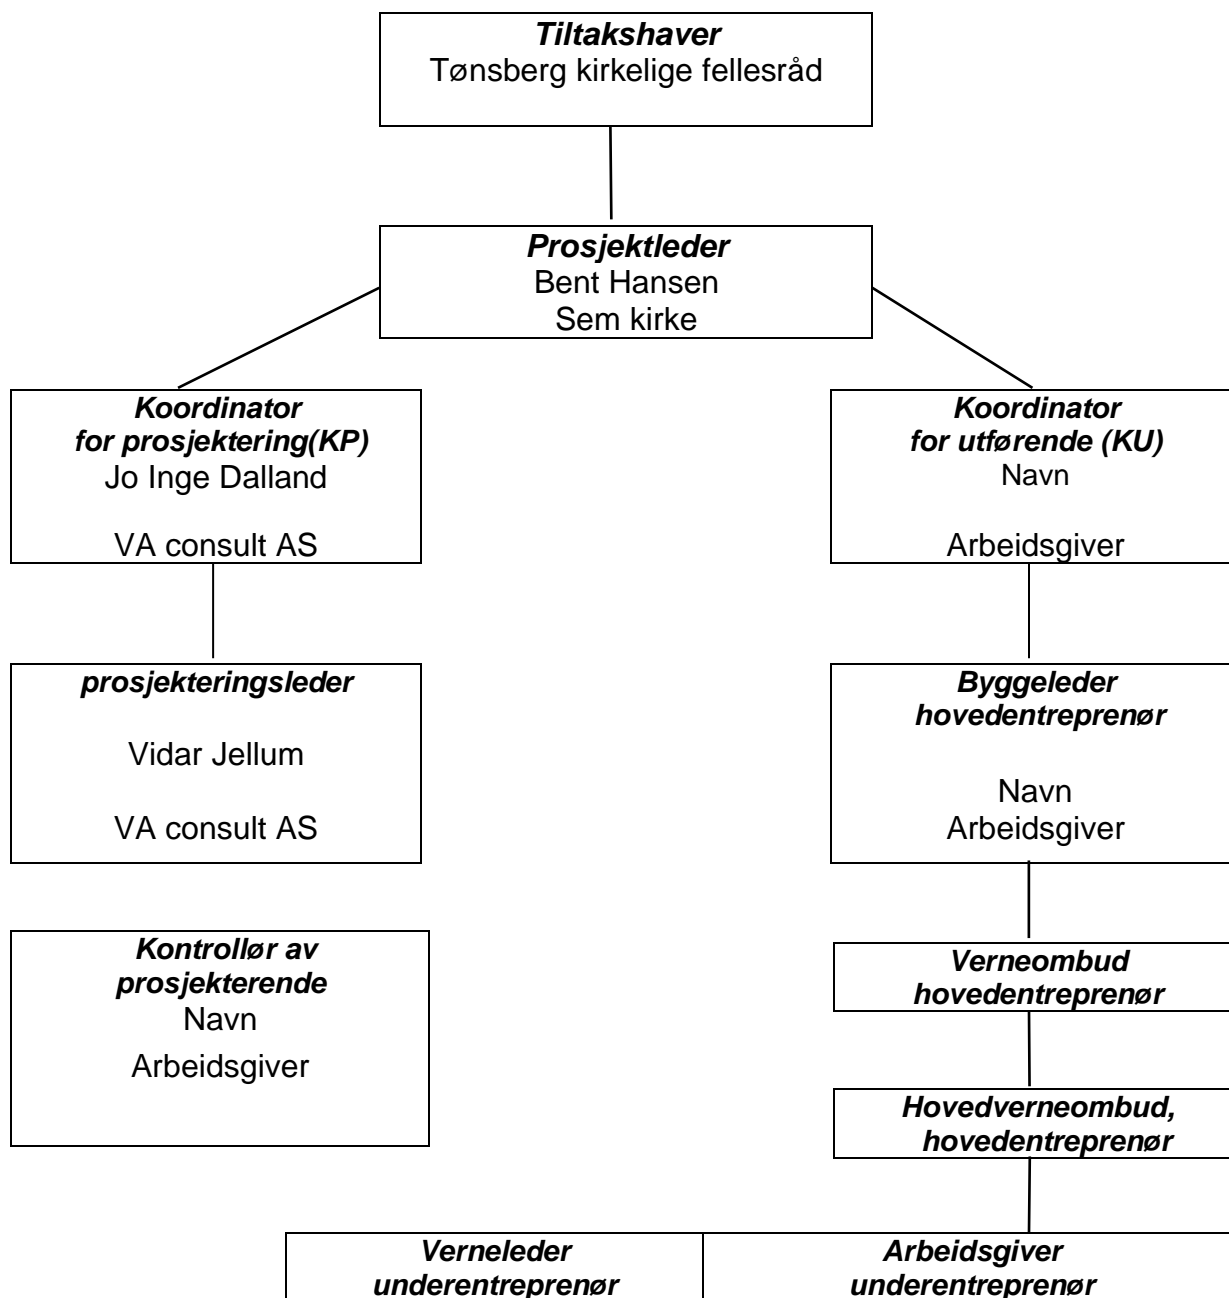 Tiltakshaver
Tønsberg kirkelige fellesråd
Prosjektleder
Bent Hansen
Sem kirke
Koordinator
for prosjektering(KP)
Jo Inge Dalland
VA consult AS
Koordinator
for utførende (KU)
Navn
Arbeidsgiver
prosjekteringsleder
Vidar Jellum
VA consult AS
Byggeleder
hovedentreprenør
Navn
Arbeidsgiver
Kontrollør av
prosjekterende
Navn
Arbeidsgiver
Verneombud
hovedentreprenør
Hovedverneombud,
hovedentreprenør
Verneleder
underentreprenør
Arbeidsgiver
underentreprenør